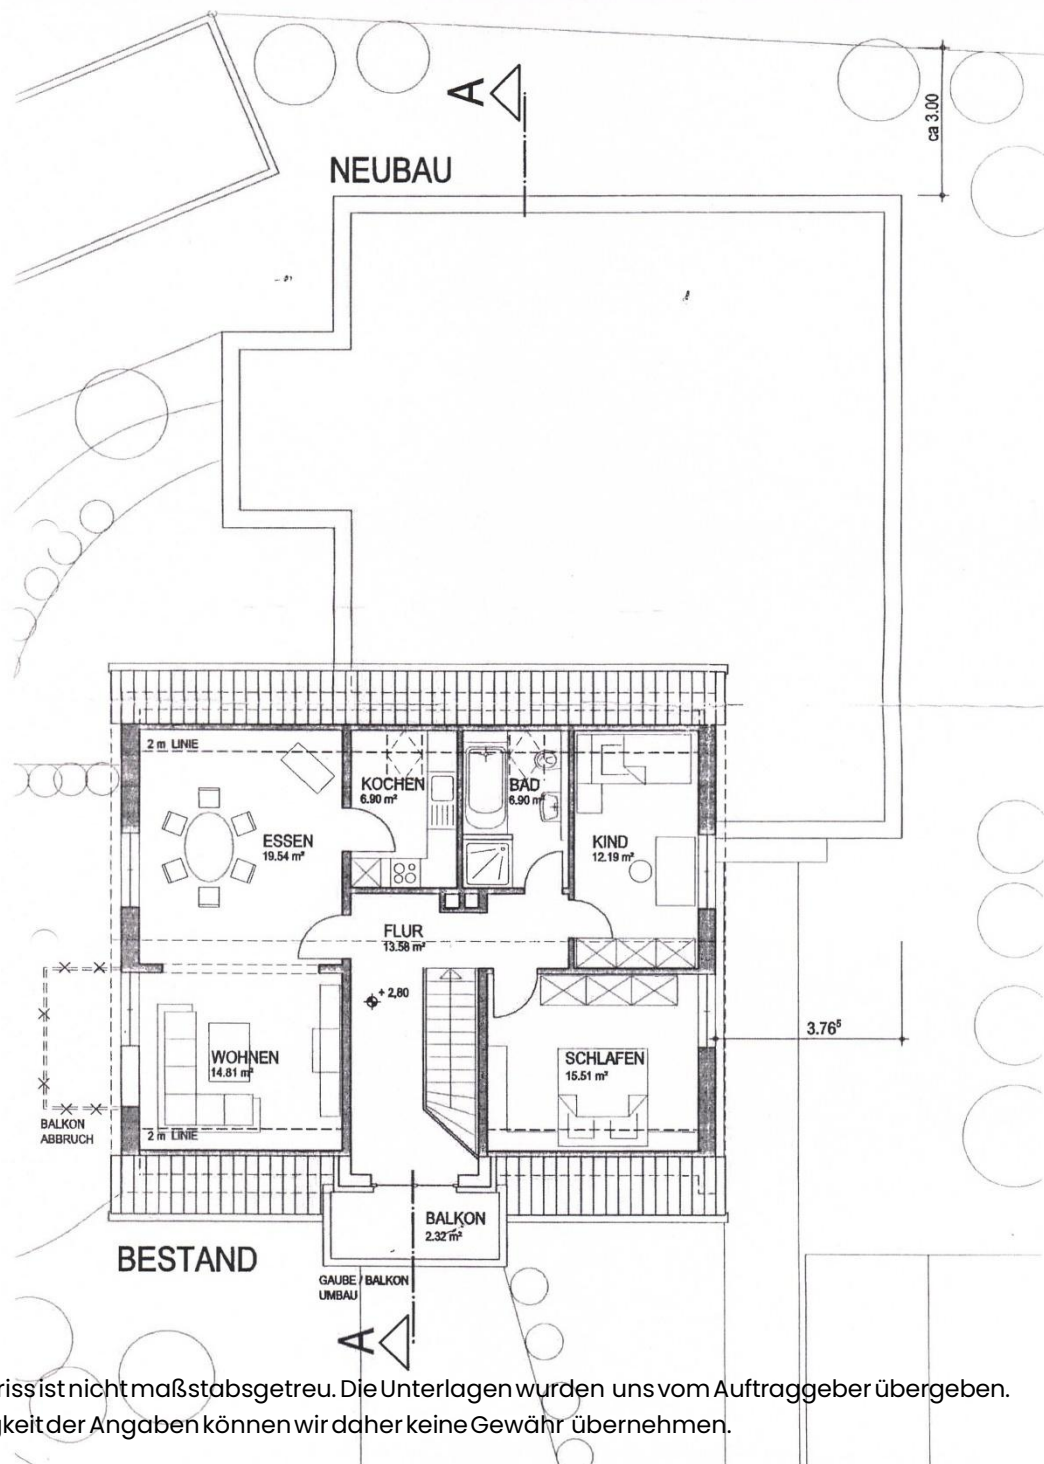 A
ca 3.00
NEUBAU
2 m LINIE
KOCHEN
6.90 m²
BAD
6.90 m²
ESSEN
19.54 m²
KIND
12.19 m²
FLUR
13.58 m²
+ 2,80
3.76⁵
WOHNEN
14.81 m²
SCHLAFEN
15.51 m²
BALKON
ABBRUCH
2 m LINIE
BALKON
2.32 m²
BESTAND
GAUBE / BALKON
UMBAU
A
riss ist nicht maßstabsgetreu. Die Unterlagen wurden uns vom Auftraggeber übergeben.
gkeit der Angaben können wir daher keine Gewähr übernehmen.